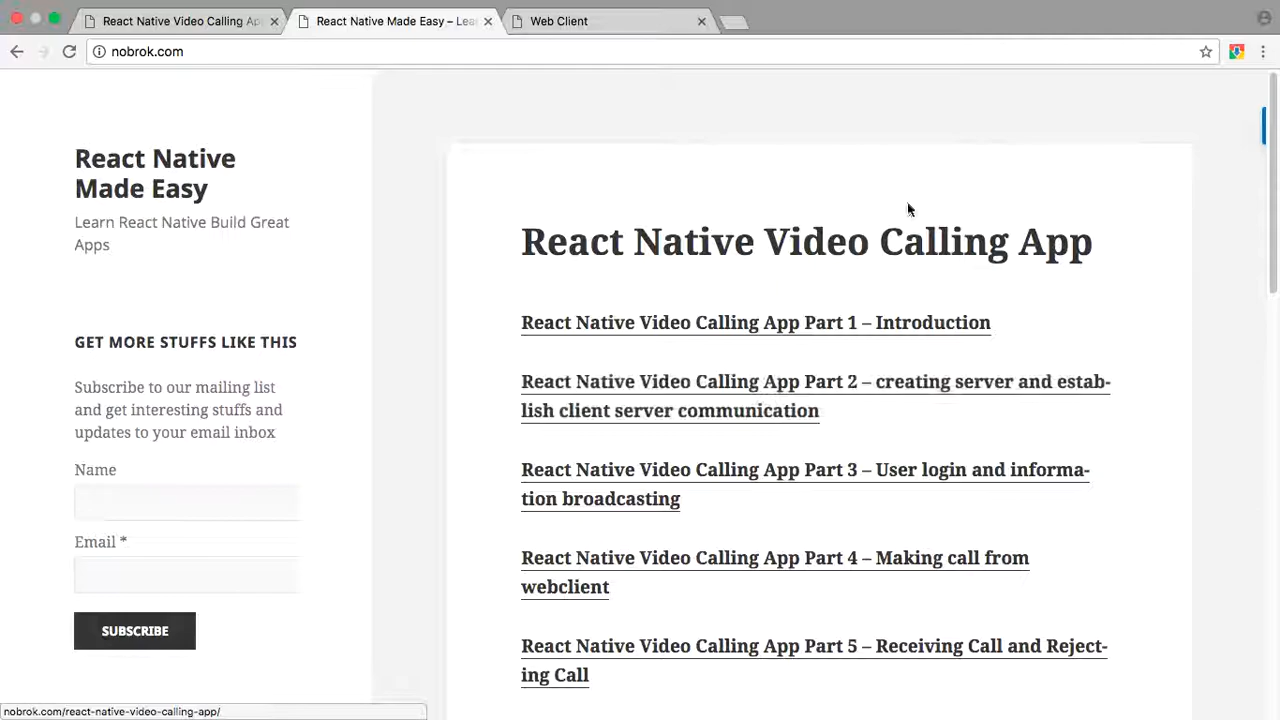 React Native Video Calling Ap
React Native Made Easy – Lea
Web Client
nobrok.com
React Native
Made Easy
Learn React Native Build Great
Apps
GET MORE STUFFS LIKE THIS
Subscribe to our mailing list
and get interesting stuffs and
updates to your email inbox
Name
Email *
SUBSCRIBE
React Native Video Calling App
React Native Video Calling App Part 1 – Introduction
React Native Video Calling App Part 2 – creating server and estab-
lish client server communication
React Native Video Calling App Part 3 – User login and informa-
tion broadcasting
React Native Video Calling App Part 4 – Making call from
webclient
React Native Video Calling App Part 5 – Receiving Call and Reject-
ing Call
nobrok.com/react-native-video-calling-app/